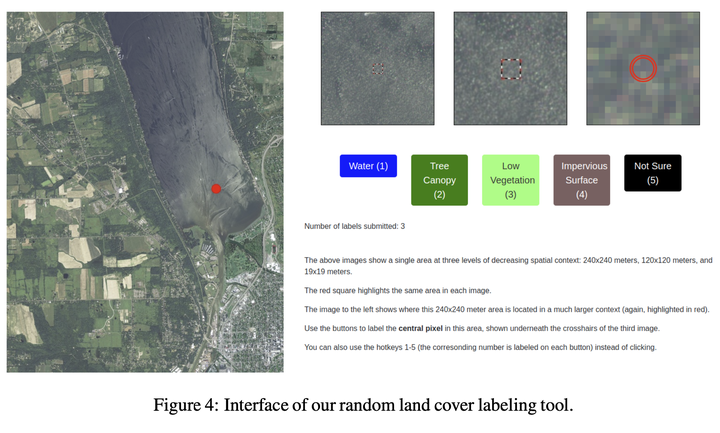 Water (1)
Tree
Canopy
(2)
Low
Vegetation
(3)
Impervious
Surface
(4)
Not Sure
(5)
Number of labels submitted: 3
The above images show a single area at three levels of decreasing spatial context: 240x240 meters, 120x120 meters, and
19x19 meters.
The red square highlights the same area in each image.
The image to the left shows where this 240x240 meter area is located in a much larger context (again, highlighted in red).
Use the buttons to label the central pixel in this area, shown underneath the crosshairs of the third image.
You can also use the hotkeys 1-5 (the corresonding number is labeled on each button) instead of clicking.
Figure 4: Interface of our random land cover labeling tool.